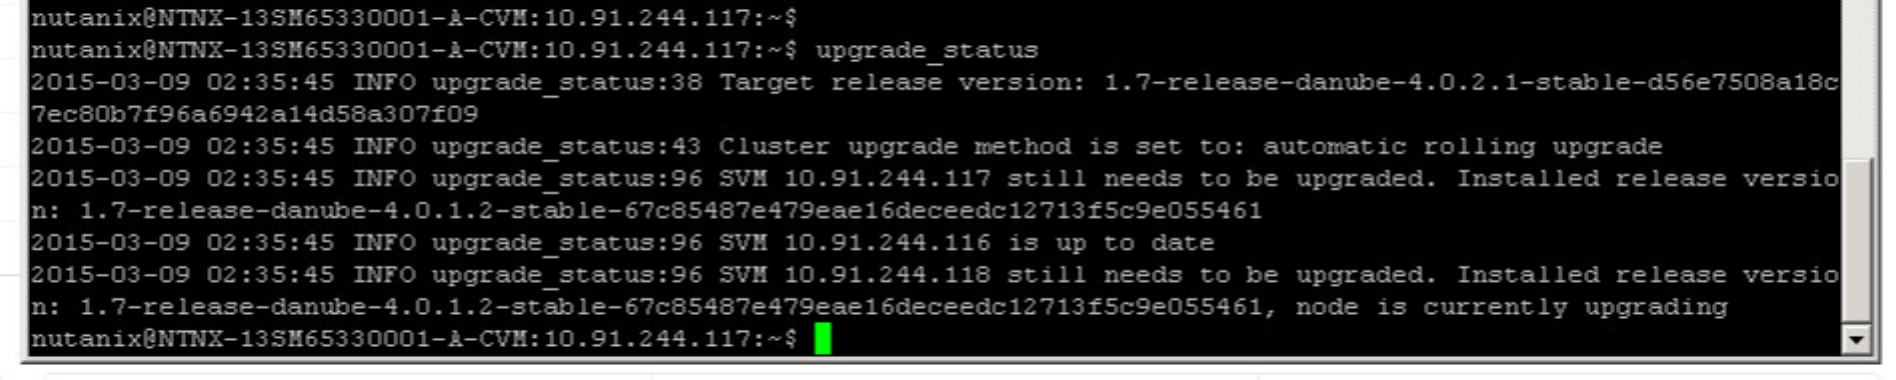 nutanix@NTNX-13SM65330001-A-CVM:10.91.244.117:~$
nutanix@NTNX-13SM65330001-A-CVM:10.91.244.117:~$ upgrade_status
2015-03-09 02:35:45 INFO upgrade_status:38 Target release version: 1.7-release-danube-4.0.2.1-stable-d56e7508a18c
7ec80b7f96a6942a14d58a307f09
2015-03-09 02:35:45 INFO upgrade_status:43 Cluster upgrade method is set to: automatic rolling upgrade
2015-03-09 02:35:45 INFO upgrade_status:96 SVM 10.91.244.117 still needs to be upgraded. Installed release versio
n: 1.7-release-danube-4.0.1.2-stable-67c85487e479eae16deceedc12713f5c9e055461
2015-03-09 02:35:45 INFO upgrade_status:96 SVM 10.91.244.116 is up to date
2015-03-09 02:35:45 INFO upgrade_status:96 SVM 10.91.244.118 still needs to be upgraded. Installed release versio
n: 1.7-release-danube-4.0.1.2-stable-67c85487e479eae16deceedc12713f5c9e055461, node is currently upgrading
nutanix@NTNX-13SM65330001-A-CVM:10.91.244.117:~$